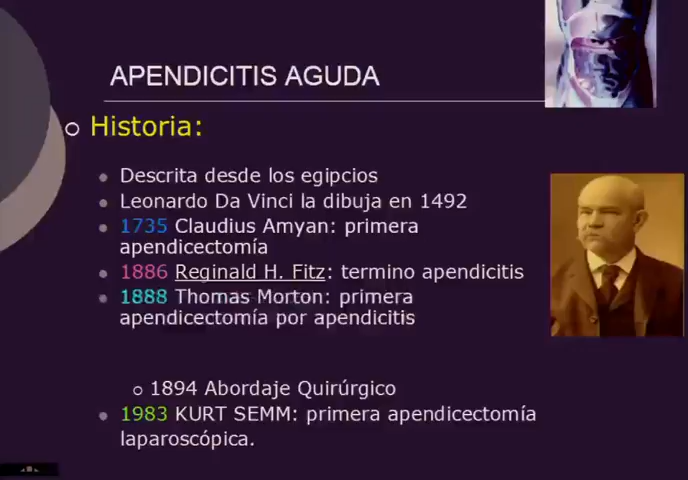 APENDICITIS AGUDA
Historia:
Descrita desde los egipcios
Leonardo Da Vinci la dibuja en 1492
1735 Claudius Amyan: primera
apendicectomía
1886 Reginald H. Fitz: termino apendicitis
1888 Thomas Morton: primera
apendicectomía por apendicitis
1894 Abordaje Quirúrgico
1983 KURT SEMM: primera apendicectomía
laparoscópica.